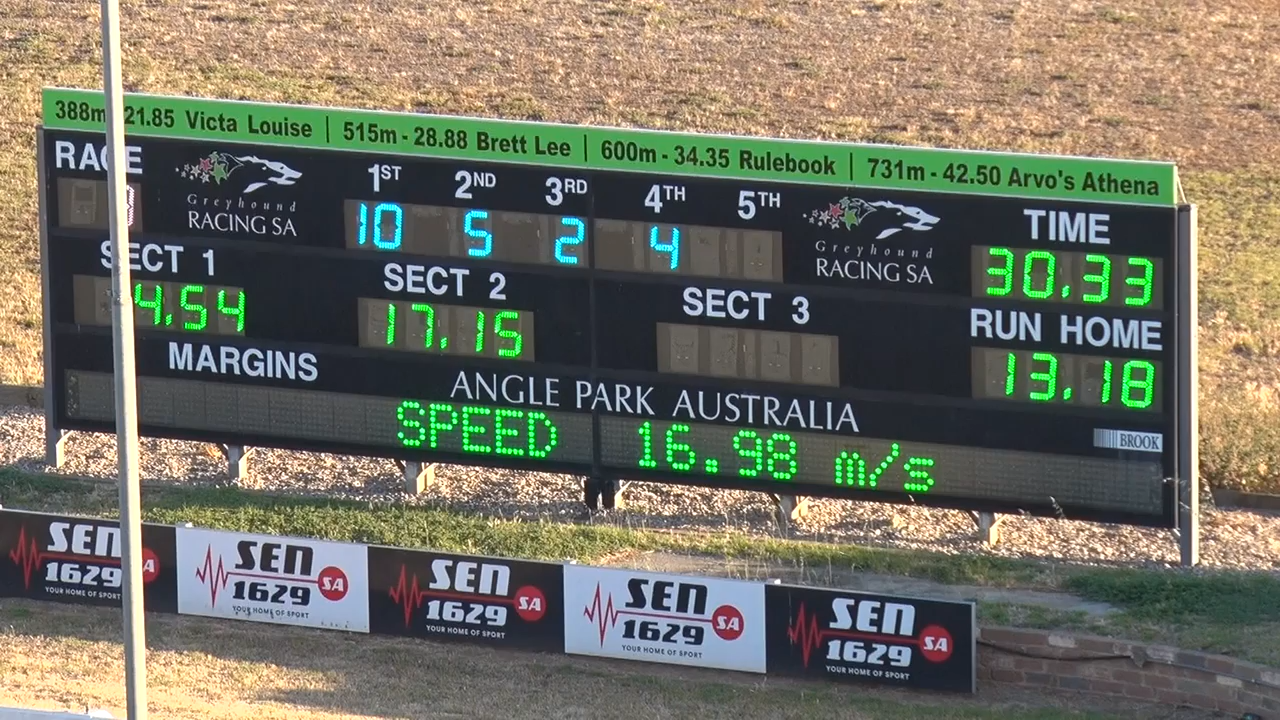 388m 21.85 Victa Louise | 515m - 28.88 Brett Lee | 600m - 34.35 Rulebook | 731m - 42.50 Arvo's Athena
RACE
Greyhound
RACING SA
1ST 2ND 3RD 4TH 5TH
10 5 2 4
Greyhound
RACING SA
TIME
30.33
SECT 1
4.54
SECT 2
17.15
SECT 3
RUN HOME
13.18
MARGINS
ANGLE PARK AUSTRALIA
SPEED 16.98 m/s
BROOK
SEN
1629
SA
YOUR HOME OF SPORT
SEN
1629
SA
YOUR HOME OF SPORT
SEN
1629
SA
YOUR HOME OF SPORT
SEN
1629
SA
YOUR HOME OF SPORT
SEN
1629
SA
YOUR HOME OF SPORT